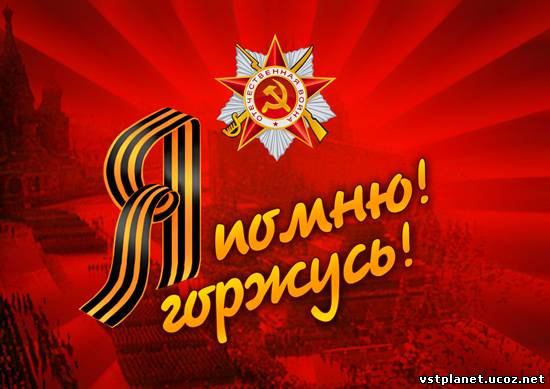 ОТЕЧЕСТВЕННАЯ ВОЙНА
Я помню!
горжусь!
vstplanet.ucoz.net